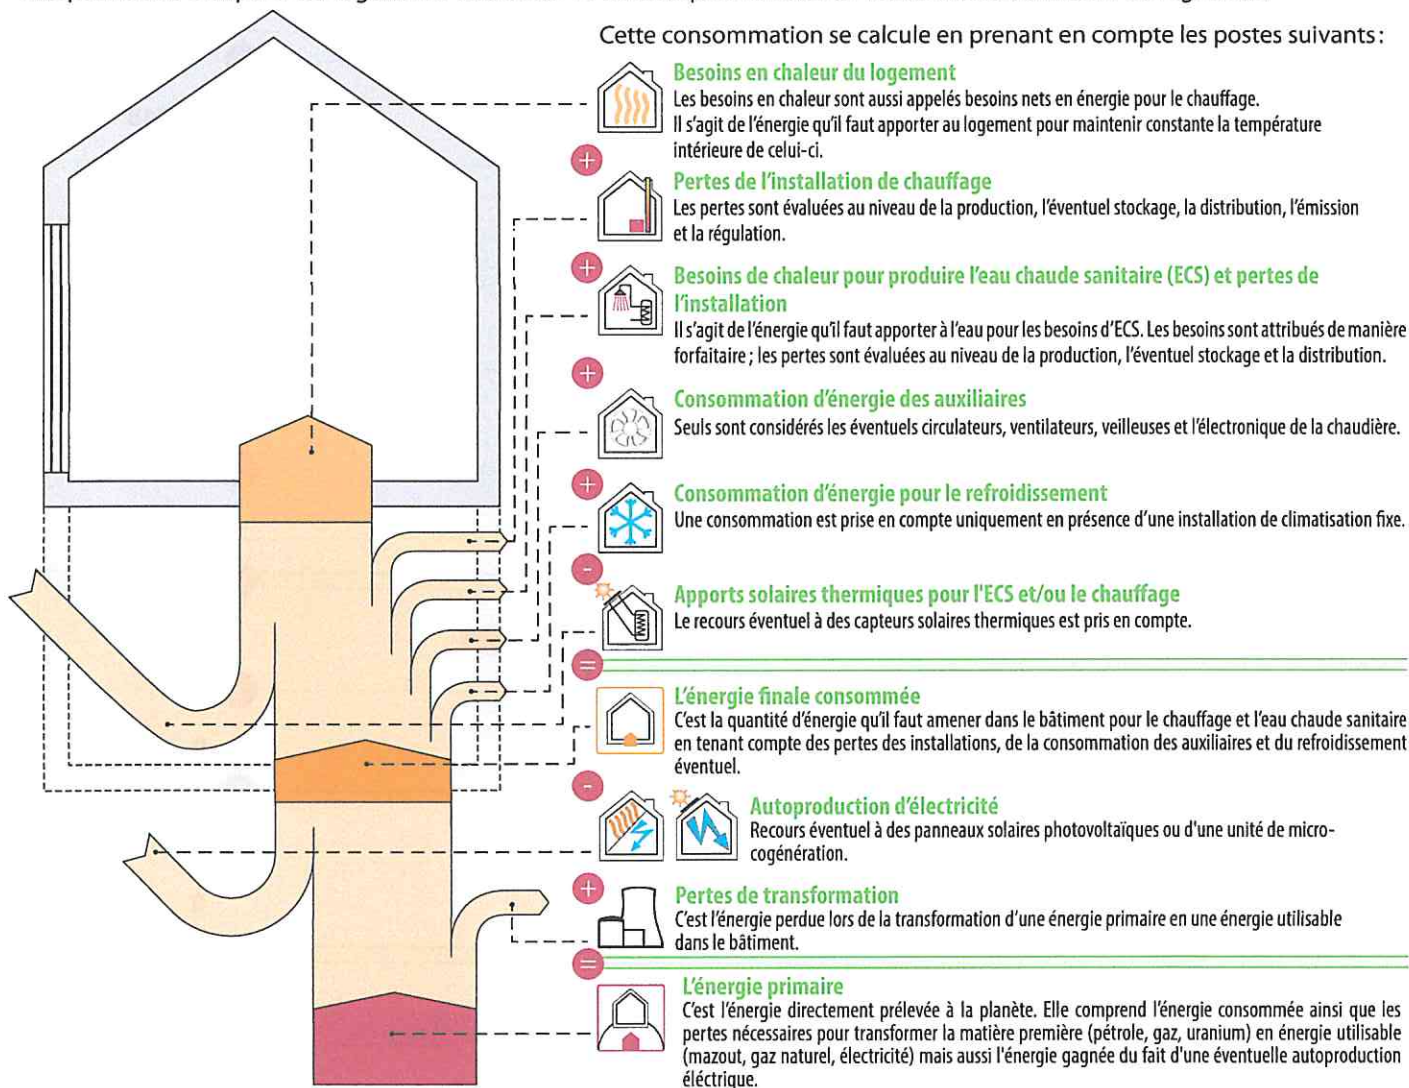 Cette consommation se calcule en prenant en compte les postes suivants :
Besoins en chaleur du logement
Les besoins en chaleur sont aussi appelés besoins nets en énergie pour le chauffage.
Il s'agit de l'énergie qu'il faut apporter au logement pour maintenir constante la température
intérieure de celui-ci.
+
Pertes de l'installation de chauffage
Les pertes sont évaluées au niveau de la production, l'éventuel stockage, la distribution, l'émission
et la régulation.
+
Besoins de chaleur pour produire l'eau chaude sanitaire (ECS) et pertes de
l'installation
Il s'agit de l'énergie qu'il faut apporter à l'eau pour les besoins d'ECS. Les besoins sont attribués de manière
forfaitaire ; les pertes sont évaluées au niveau de la production, l'éventuel stockage et la distribution.
+
Consommation d'énergie des auxiliaires
Seuls sont considérés les éventuels circulateurs, ventilateurs, veilleuses et l'électronique de la chaudière.
+
Consommation d'énergie pour le refroidissement
Une consommation est prise en compte uniquement en présence d'une installation de climatisation fixe.
-
Apports solaires thermiques pour l'ECS et/ou le chauffage
Le recours éventuel à des capteurs solaires thermiques est pris en compte.
=
L'énergie finale consommée
C'est la quantité d'énergie qu'il faut amener dans le bâtiment pour le chauffage et l'eau chaude sanitaire
en tenant compte des pertes des installations, de la consommation des auxiliaires et du refroidissement
éventuel.
-
Autoproduction d'électricité
Recours éventuel à des panneaux solaires photovoltaïques ou d'une unité de micro-
cogénération.
+
Pertes de transformation
C'est l'énergie perdue lors de la transformation d'une énergie primaire en une énergie utilisable
dans le bâtiment.
=
L'énergie primaire
C'est l'énergie directement prélevée à la planète. Elle comprend l'énergie consommée ainsi que les
pertes nécessaires pour transformer la matière première (pétrole, gaz, uranium) en énergie utilisable
(mazout, gaz naturel, électricité) mais aussi l'énergie gagnée du fait d'une éventuelle autoproduction
éléctrique.